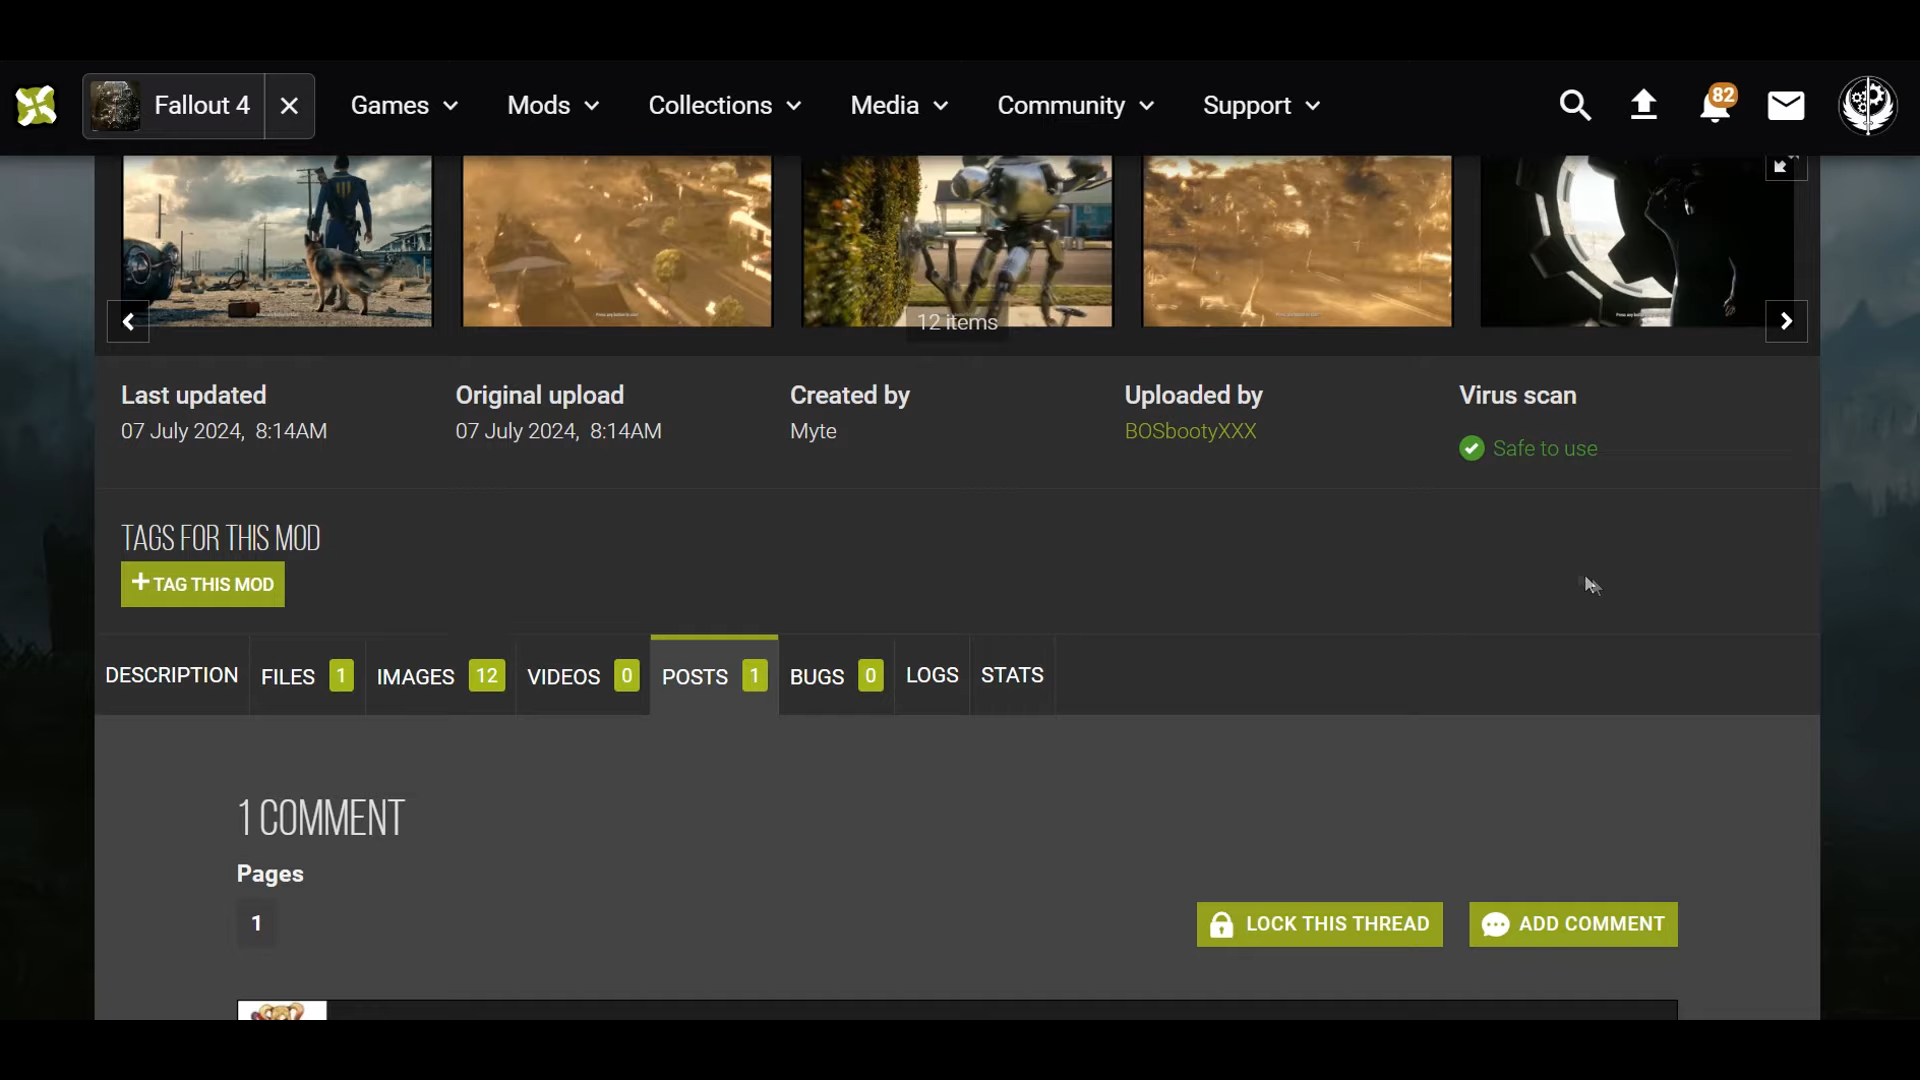 Fallout 4
Games
Mods
Collections
Media
Community
Support
82
12 items
Last updated
07 July 2024, 8:14AM
Original upload
07 July 2024, 8:14AM
Created by
Myte
Uploaded by
BOSbootyXXX
Virus scan
Safe to use
TAGS FOR THIS MOD
+ TAG THIS MOD
DESCRIPTION
FILES 1
IMAGES 12
VIDEOS 0
POSTS 1
BUGS 0
LOGS
STATS
1 COMMENT
Pages
1
LOCK THIS THREAD
ADD COMMENT